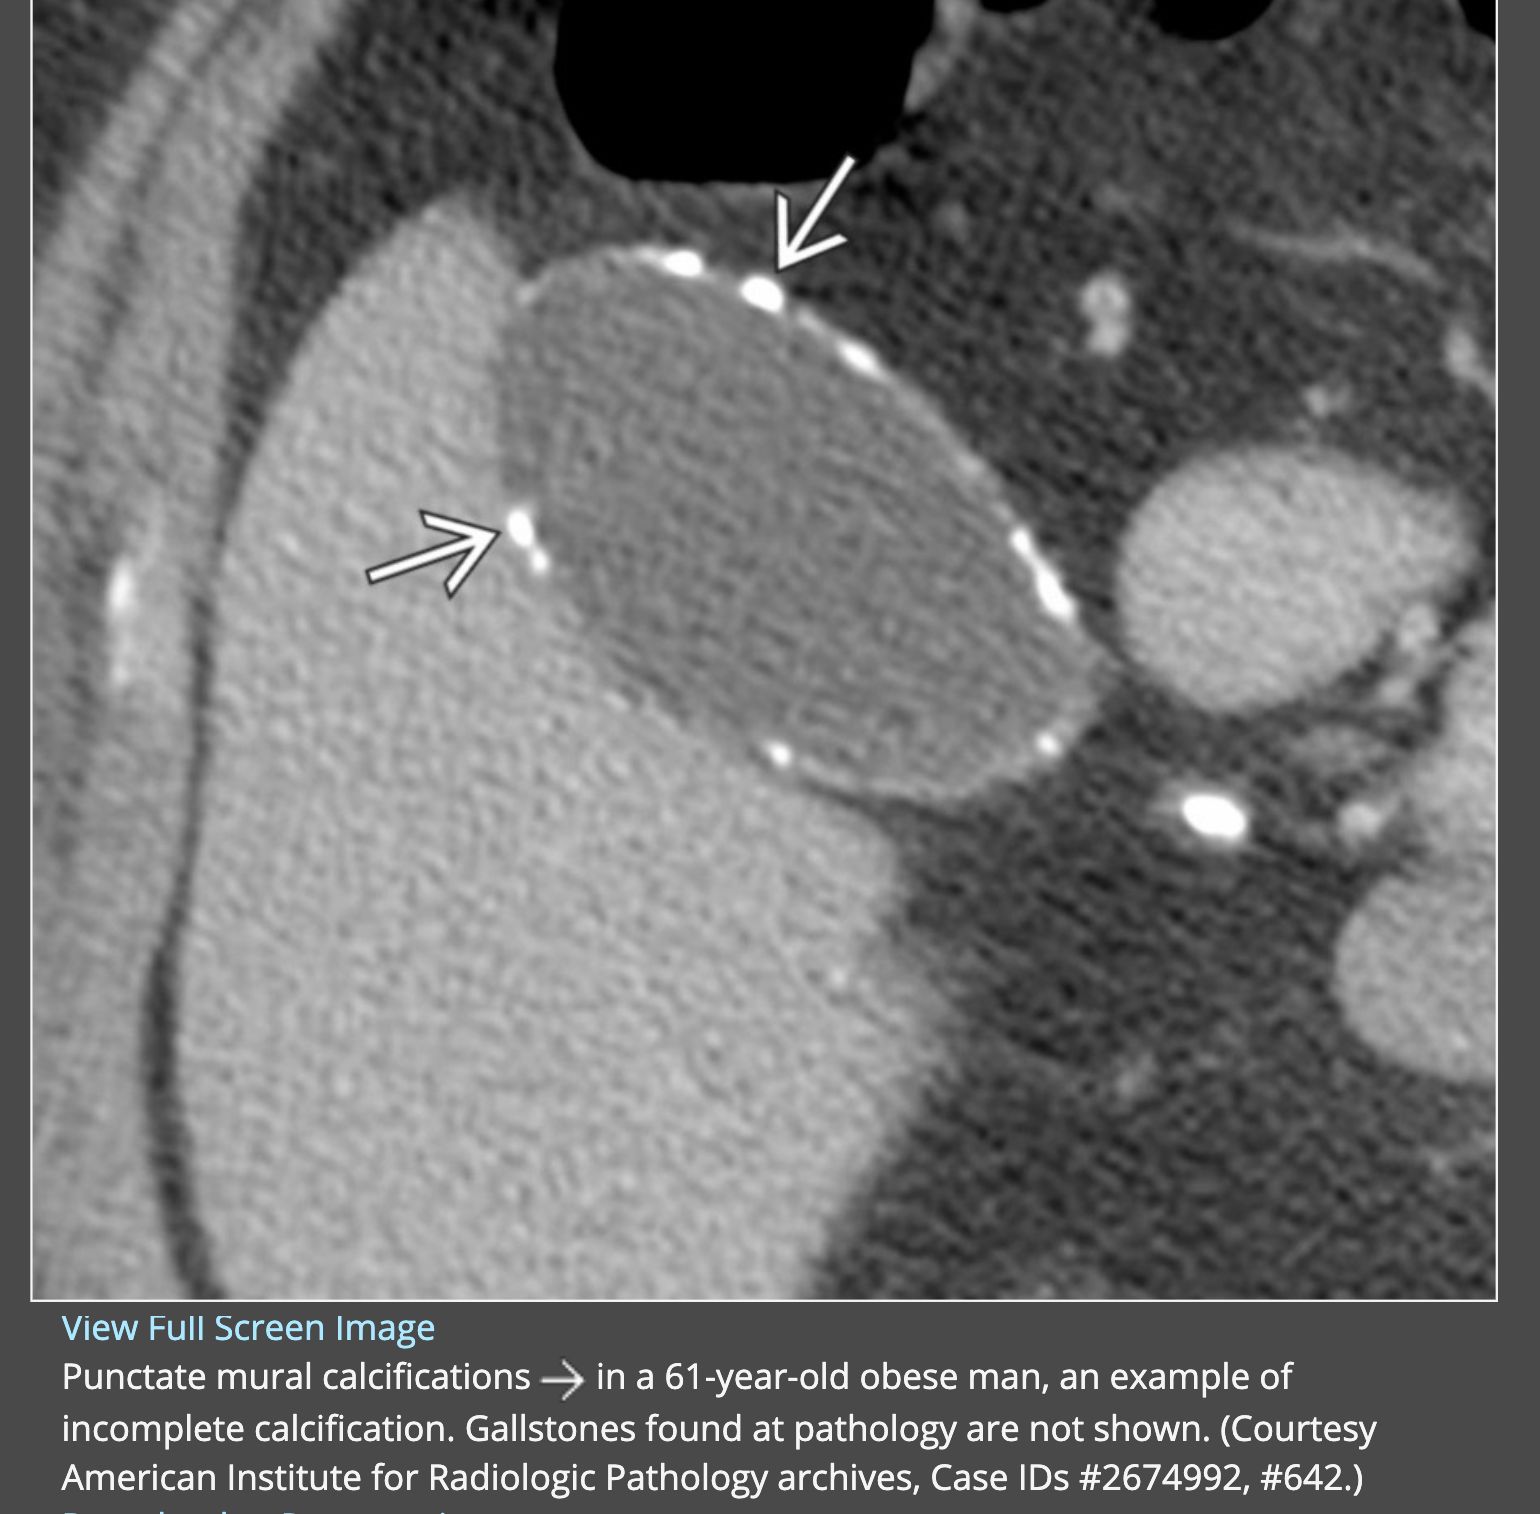 View Full Screen Image
Punctate mural calcifications → in a 61-year-old obese man, an example of
incomplete calcification. Gallstones found at pathology are not shown. (Courtesy
American Institute for Radiologic Pathology archives, Case IDs #2674992, #642.)